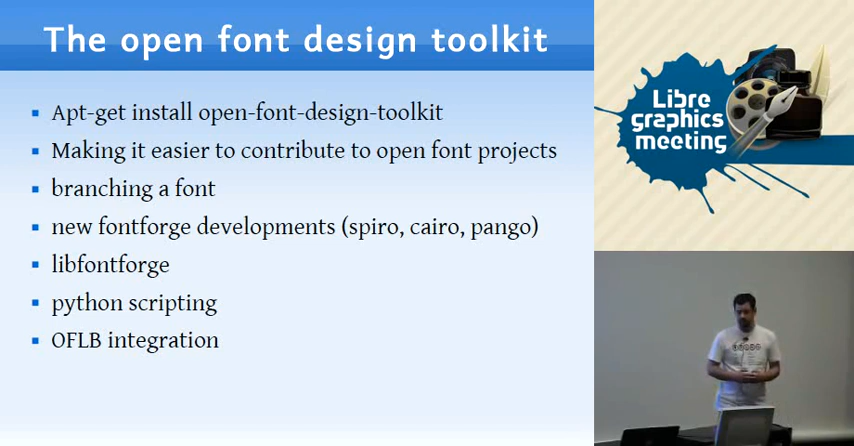 The open font design toolkit
Apt-get install open-font-design-toolkit
Making it easier to contribute to open font projects
branching a font
new fontforge developments (spiro, cairo, pango)
libfontforge
python scripting
OFLB integration
Libre
graphics
meeting